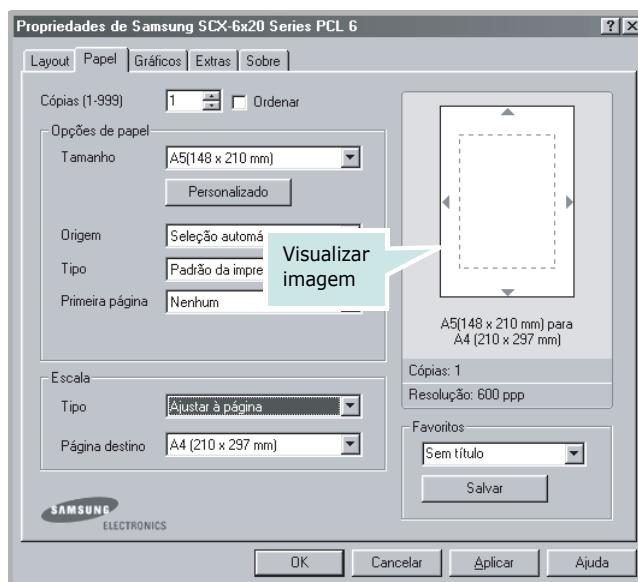 Propriedades de Samsung SCX-6x20 Series PCL 6
Layout Papel Gráficos Extras Sobre
Cópias (1-999) 1 Ordenar
Opções de papel
Tamanho A5(148 x 210 mm)
Personalizado
Origem Seleção
Tipo Padrão da
Primeira página Nenhum
Visualizar
imagem
A5(148 x 210 mm) para
A4 (210 x 297 mm)
Cópias: 1
Resolução: 600 ppp
Escala
Tipo Ajustar à página
Página destino A4 (210 x 297 mm)
Favoritos
Sem título
Salvar
SAMSUNG
ELECTRONICS
OK Cancelar Aplicar Ajuda